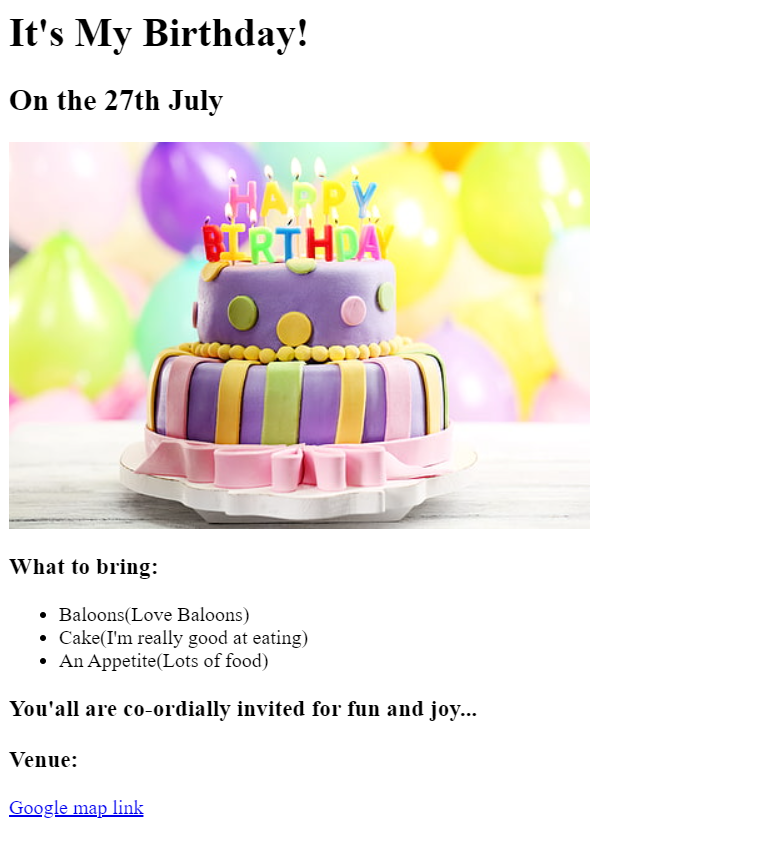 It's My Birthday!
On the 27th July
HAPPY
BIRTHDAY
What to bring:
Baloons(Love Baloons)
Cake(I'm really good at eating)
An Appetite(Lots of food)
You'all are co-ordially invited for fun and joy...
Venue:
Google map link